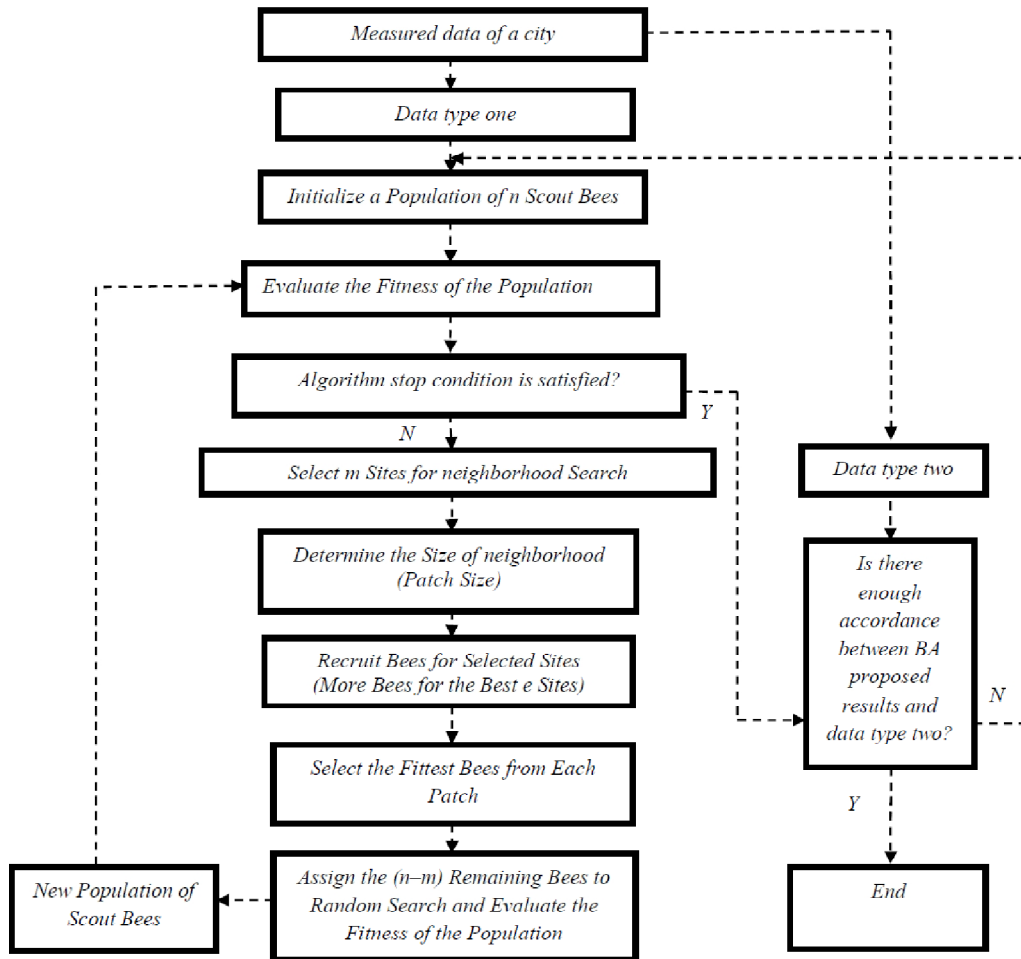 Measured data of a city
Data type one
Initialize a Population of n Scout Bees
Evaluate the Fitness of the Population
Algorithm stop condition is satisfied?
Y
N
Select m Sites for neighborhood Search
Data type two
Determine the Size of neighborhood
(Patch Size)
Is there
enough
accordance
between BA
proposed
results and
data type two?
N
Recruit Bees for Selected Sites
(More Bees for the Best e Sites)
Select the Fittest Bees from Each
Patch
Y
Assign the (n–m) Remaining Bees to
Random Search and Evaluate the
Fitness of the Population
New Population of
Scout Bees
End